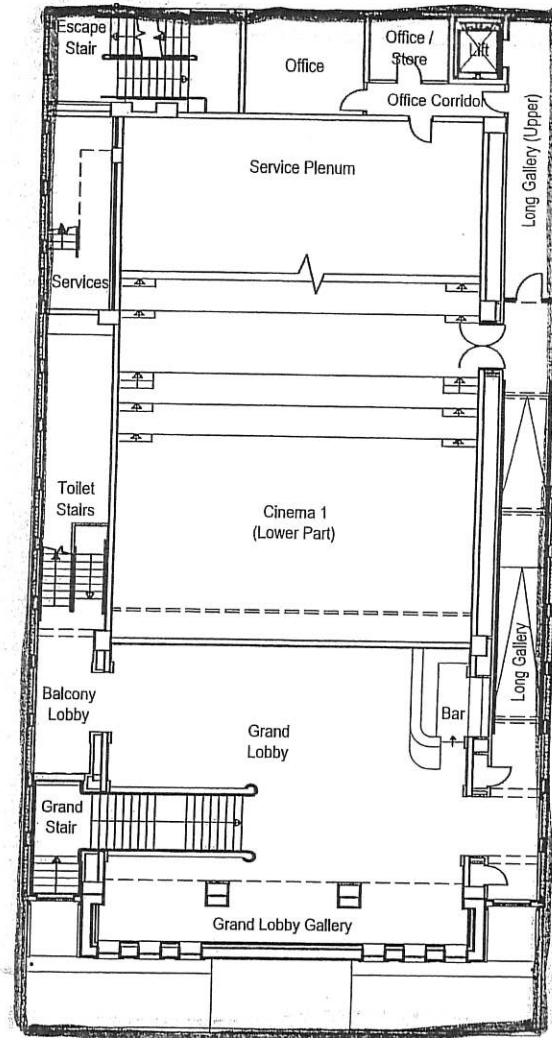 Escape
Stair
Office
Office /
Store
Lift
Office Corridor
Long Gallery (Upper)
Service Plenum
Services
Toilet
Stairs
Cinema 1
(Lower Part)
Long Gallery
Balcony
Lobby
Grand
Lobby
Bar
Grand
Stair
Grand Lobby Gallery